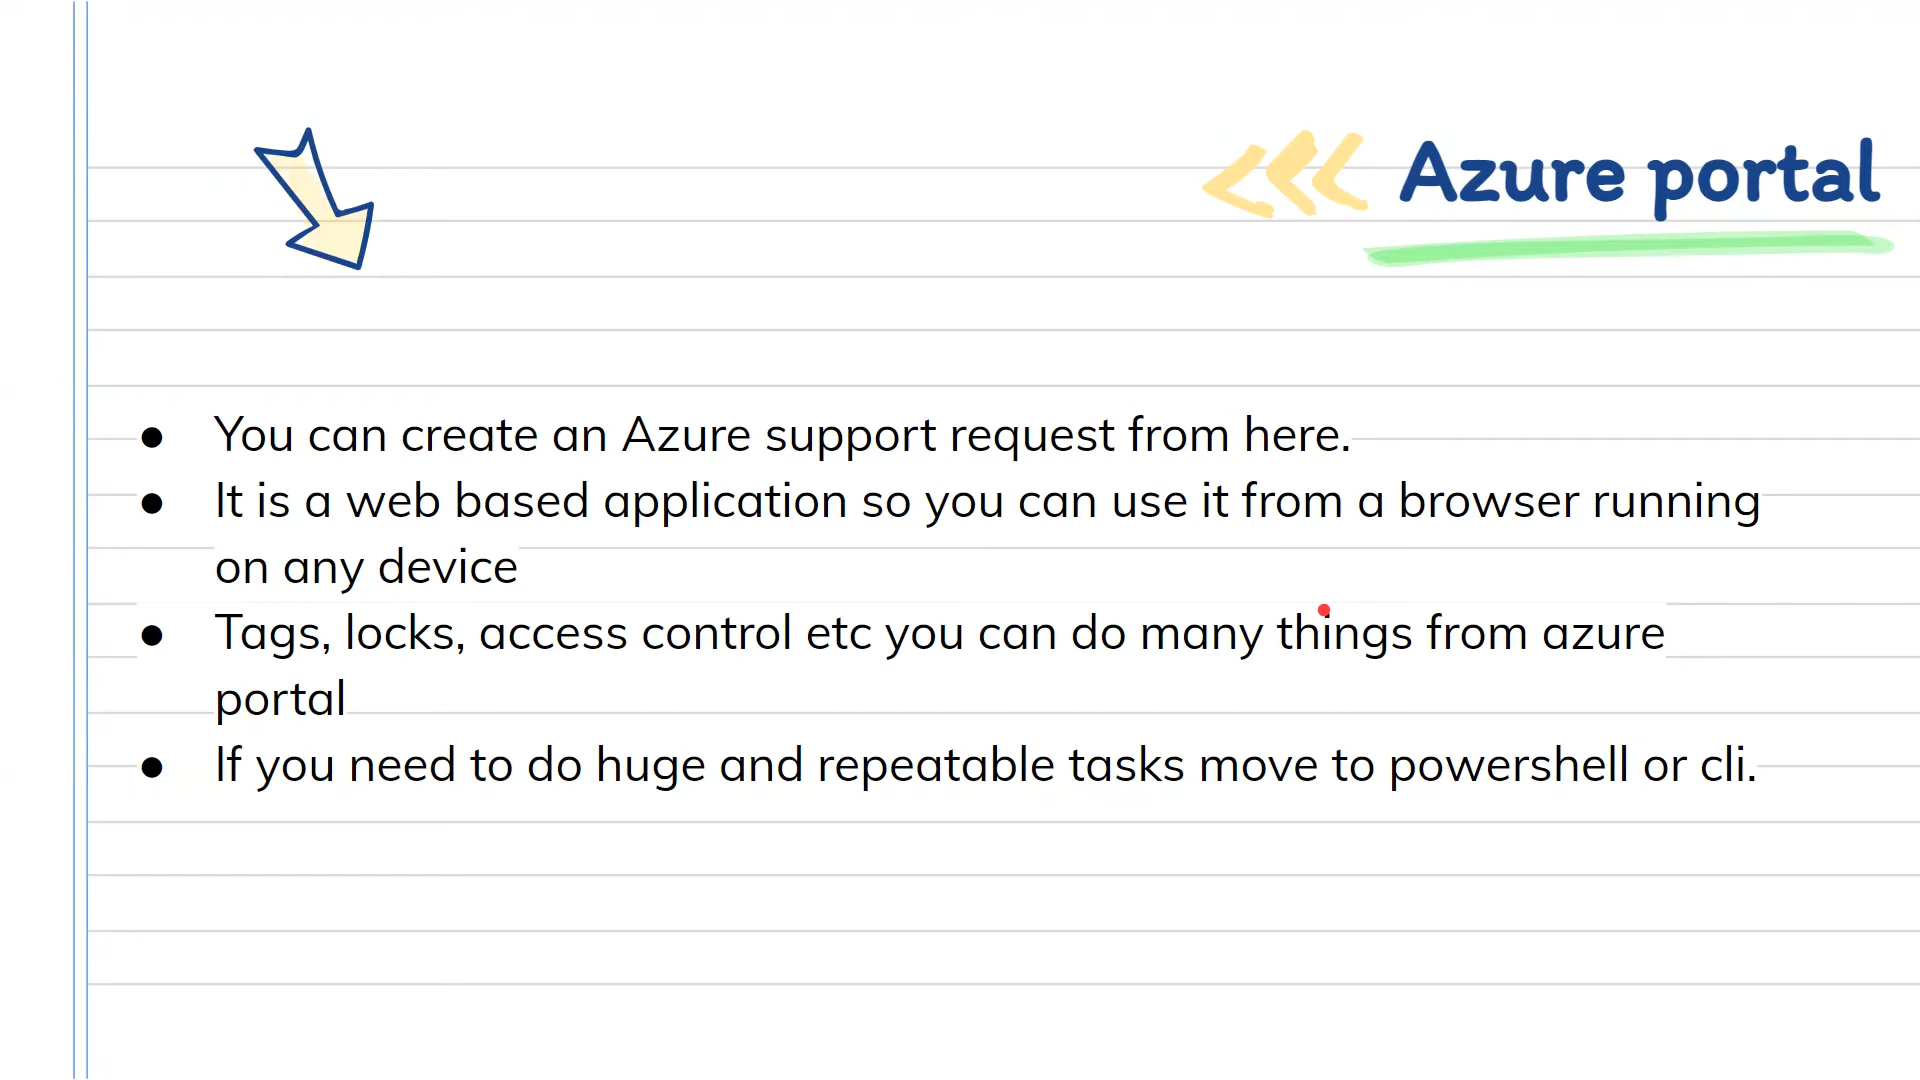 Azure portal
● You can create an Azure support request from here.
● It is a web based application so you can use it from a browser running
on any device
● Tags, locks, access control etc you can do many things from azure
portal
● If you need to do huge and repeatable tasks move to powershell or cli.